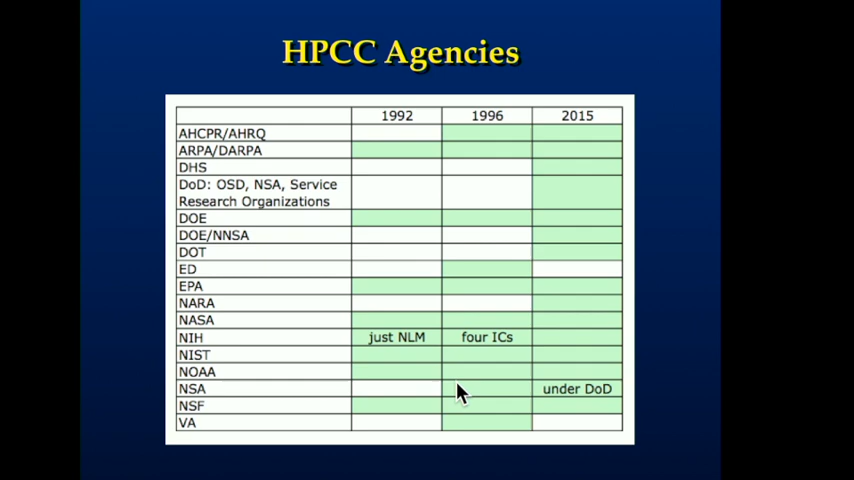 HPCC Agencies
1992 1996 2015
AHCPR/AHRQ
ARPA/DARPA
DHS
DoD: OSD, NSA, Service
Research Organizations
DOE
DOE/NNSA
DOT
ED
EPA
NARA
NASA
NIH just NLM four ICs
NIST
NOAA
NSA under DoD
NSF
VA